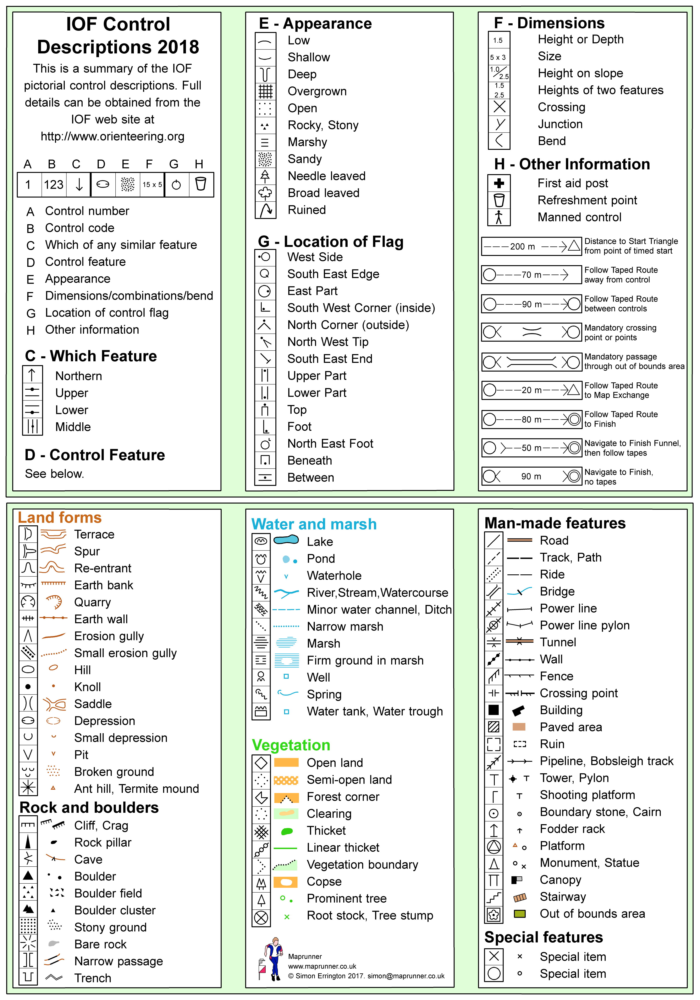 IOF Control
Descriptions 2018
This is a summary of the IOF
pictorial control descriptions. Full
details can be obtained from the
IOF web site at
http://www.orienteering.org
A B C D E F G H
1 123 15 x 5
A Control number
B Control code
C Which of any similar feature
D Control feature
E Appearance
F Dimensions/combinations/bend
G Location of control flag
H Other information
C - Which Feature
Northern
Upper
Lower
Middle
D - Control Feature
See below.
E - Appearance
Low
Shallow
Deep
Overgrown
Open
Rocky, Stony
Marshy
Sandy
Needle leaved
Broad leaved
Ruined
G - Location of Flag
West Side
South East Edge
East Part
South West Corner (inside)
North Corner (outside)
North West Tip
South East End
Upper Part
Lower Part
Top
Foot
North East Foot
Beneath
Between
F - Dimensions
1.5 Height or Depth
5 x 3 Size
1.0/2.5 Height on slope
1.5
2.5
Heights of two features
Crossing
Junction
Bend
H - Other Information
First aid post
Refreshment point
Manned control
200 m
Distance to Start Triangle
from point of timed start
70 m
Follow Taped Route
away from control
90 m
Follow Taped Route
between controls
Mandatory crossing
point or points
Mandatory passage
through out of bounds area
20 m
Follow Taped Route
to Map Exchange
80 m
Follow Taped Route
to Finish
50 m
Navigate to Finish Funnel,
then follow tapes
90 m
Navigate to Finish,
no tapes
Land forms
Terrace
Spur
Re-entrant
Earth bank
Quarry
Earth wall
Erosion gully
Small erosion gully
Hill
Knoll
Saddle
Depression
Small depression
Pit
Broken ground
Ant hill, Termite mound
Rock and boulders
Cliff, Crag
Rock pillar
Cave
Boulder
Boulder field
Boulder cluster
Stony ground
Bare rock
Narrow passage
Trench
Water and marsh
Lake
Pond
Waterhole
River,Stream,Watercourse
Minor water channel, Ditch
Narrow marsh
Marsh
Firm ground in marsh
Well
Spring
Water tank, Water trough
Vegetation
Open land
Semi-open land
Forest corner
Clearing
Thicket
Linear thicket
Vegetation boundary
Copse
Prominent tree
Root stock, Tree stump
Maprunner
www.maprunner.co.uk
© Simon Errington 2017. simon@maprunner.co.uk
Man-made features
Road
Track, Path
Ride
Bridge
Power line
Power line pylon
Tunnel
Wall
Fence
Crossing point
Building
Paved area
Ruin
Pipeline, Bobsleigh track
Tower, Pylon
Shooting platform
Boundary stone, Cairn
Fodder rack
Platform
Monument, Statue
Canopy
Stairway
Out of bounds area
Special features
Special item
Special item